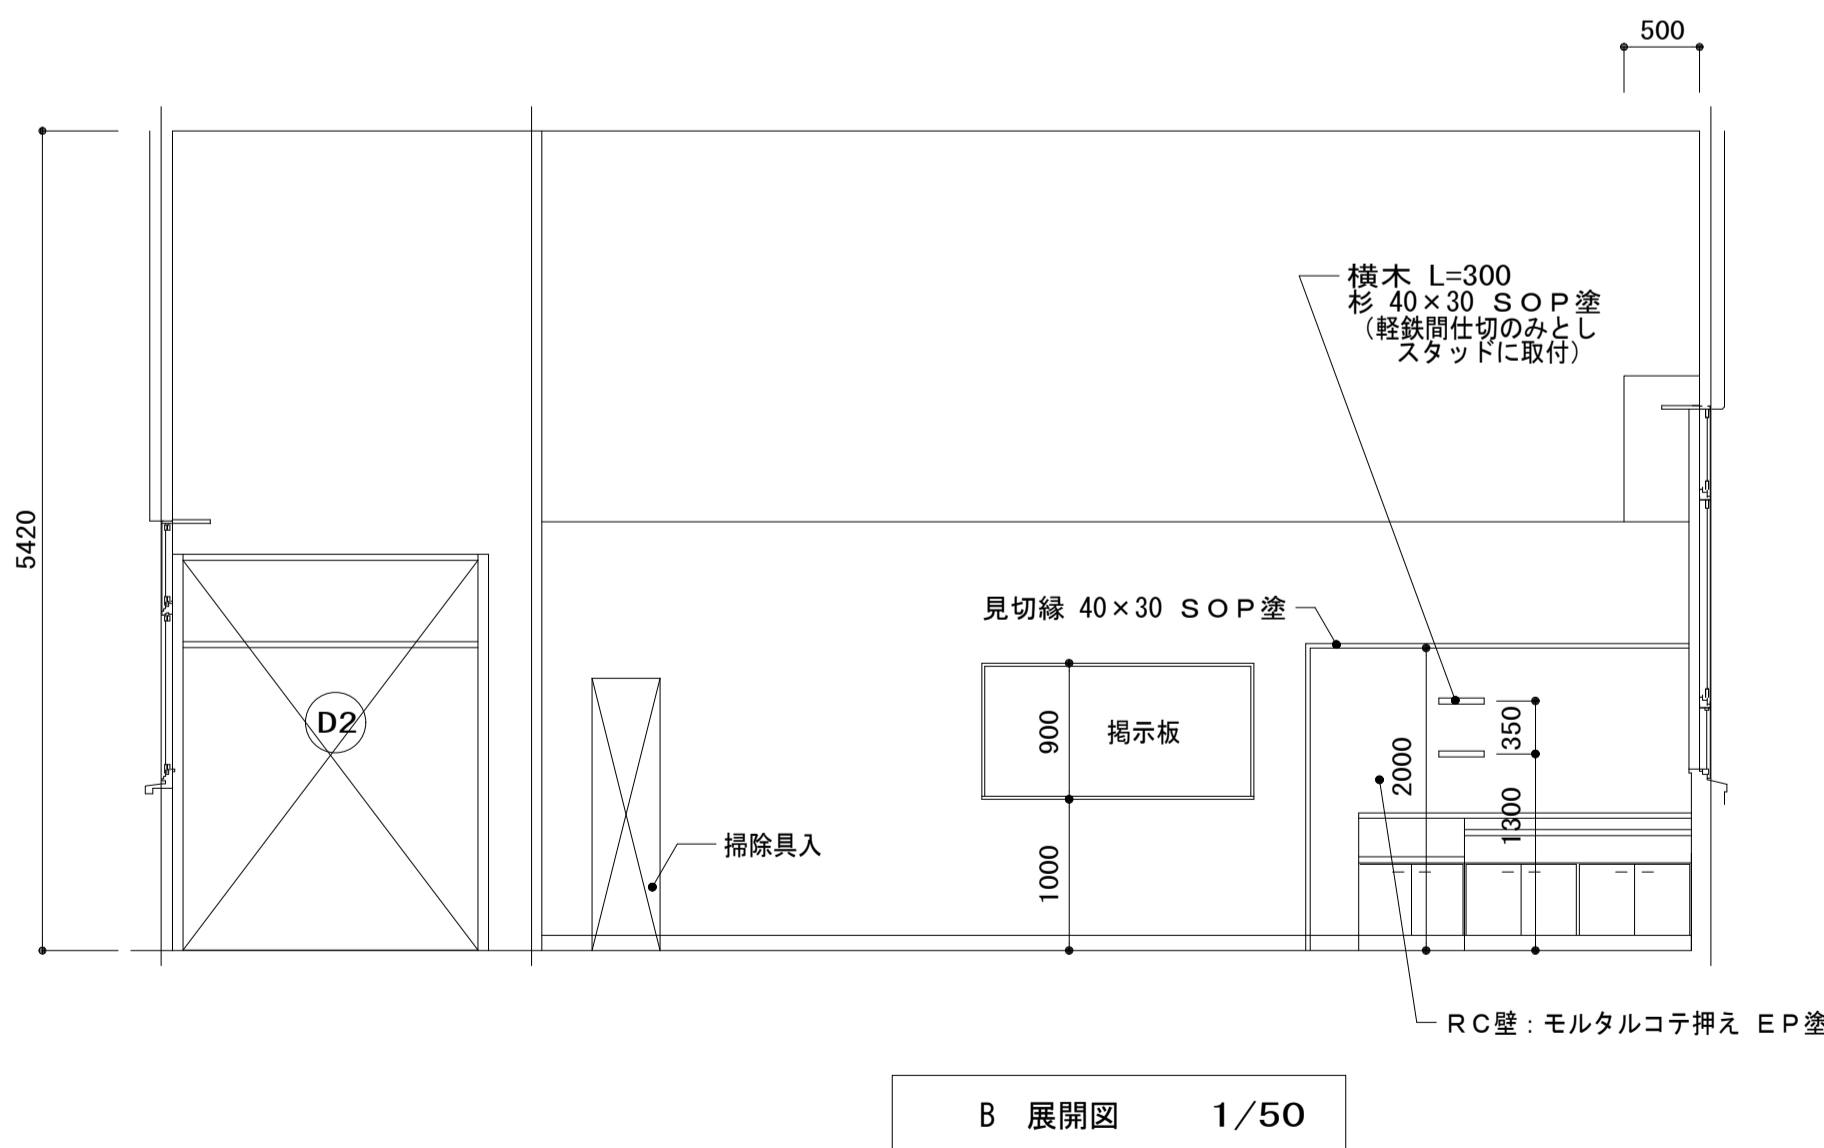 500
横木 L=300
杉 40×30 ＳＯＰ塗
（軽鉄間仕切のみとし
スタッドに取付）
5420
見切縁 40×30 ＳＯＰ塗
D2
900
掲示板
350
2000
1300
掃除具入
1000
ＲＣ壁：モルタルコテ押え ＥＰ塗
B 展開図 1/50